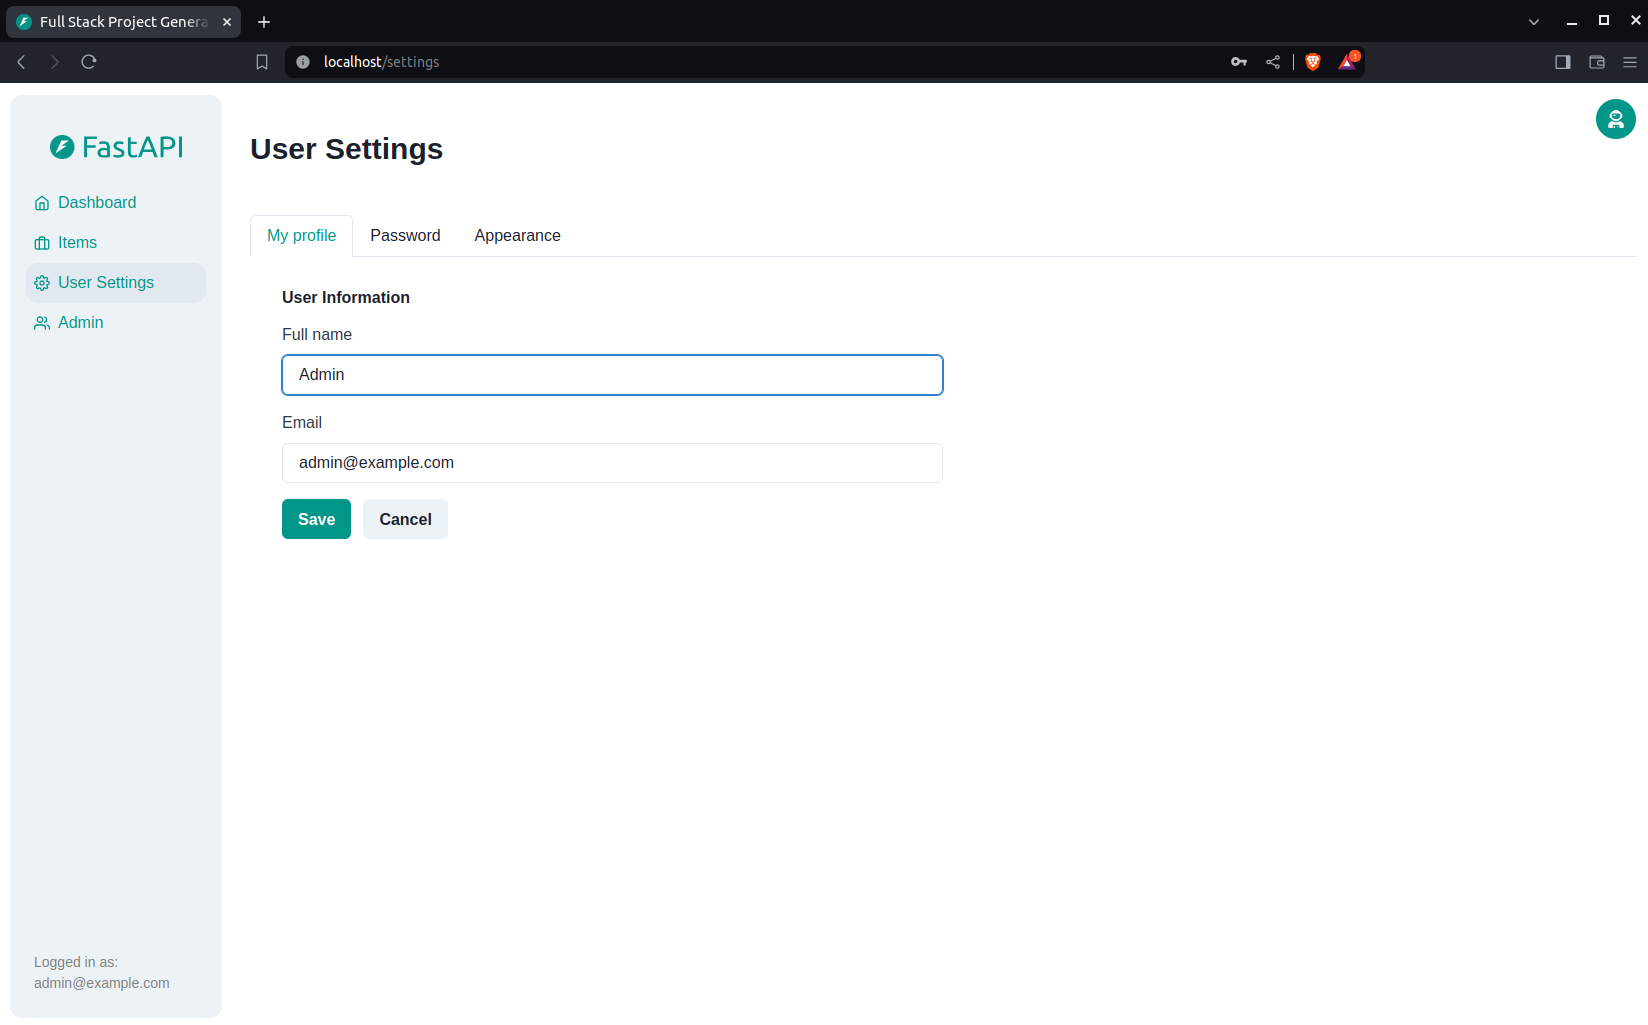 Full Stack Project Genera
localhost/settings
1
FastAPI
Dashboard
Items
User Settings
Admin
Logged in as:
admin@example.com
User Settings
My profile Password Appearance
User Information
Full name
Admin
Email
admin@example.com
Save Cancel